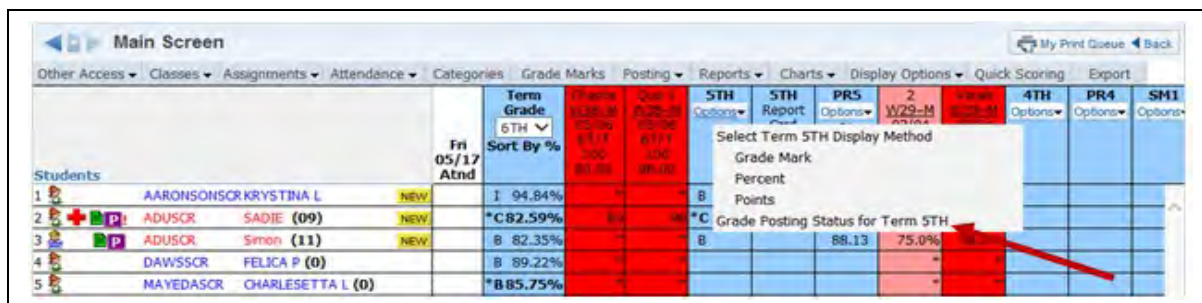 Main Screen
My Print Queue Back
Other Access Classes Assignments Attendance Categories Grade Marks Posting Reports Charts Display Options Quick Scoring Export
Term 5TH 5TH PR5 2 4TH PR4 SM1
Grade Options Report Options W29-M Options Options Options
6TH
Fri Sort By %
05/17
Students Atnd
Select Term 5TH Display Method
Grade Mark
Percent
Points
Grade Posting Status for Term 5TH
1 AARONSONSCR KRYSTINA L NEW I 94.84% B
2 P! ADUSCR SADIE (09) NEW *C 82.59% *C
3 P ADUSCR Simon (11) NEW B 82.35% B 88.13 75.0%
4 DAWSSCR FELICA P (0) B 89.22%
5 MAYEDASCR CHARLESETTA L (0) *B 85.75%